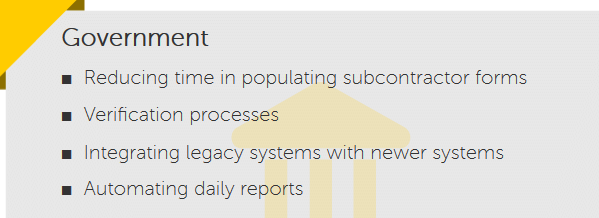 Government
■ Reducing time in populating subcontractor forms
■ Verification processes
■ Integrating legacy systems with newer systems
■ Automating daily reports